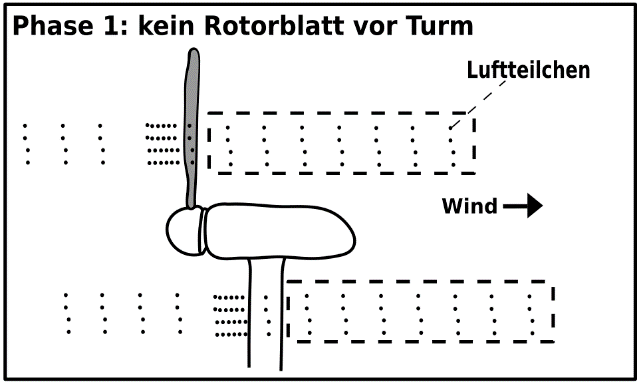 Phase 1: kein Rotorblatt vor Turm
Luftteilchen
Wind